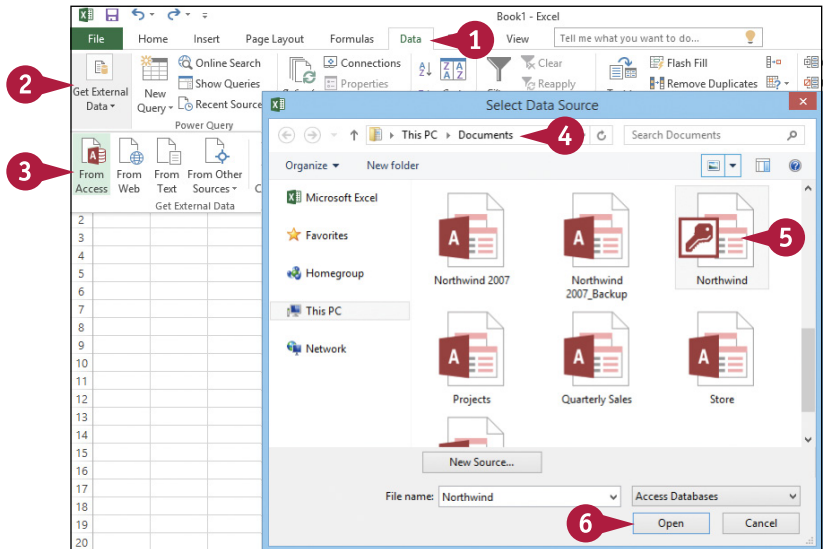 Book1 - Excel
File Home Insert Page Layout Formulas Data View Tell me what you want to do...
1
2
Get External
Data
New
Query
Online Search
Show Queries
Recent Source
Power Query
Connections
Properties
Clear
Reapply
Flash Fill
Remove Duplicates
3
From
Access
From
Web
From
Text
From Other
Sources
Get External Data
Select Data Source
This PC Documents
4
Search Documents
Organize New folder
Microsoft Excel
Favorites
Homegroup
This PC
Network
Northwind 2007
Northwind
2007_Backup
Northwind
5
Projects
Quarterly Sales
Store
New Source...
File name: Northwind
Access Databases
6
Open Cancel
2
3
4
5
6
7
8
9
10
11
12
13
14
15
16
17
18
19
20